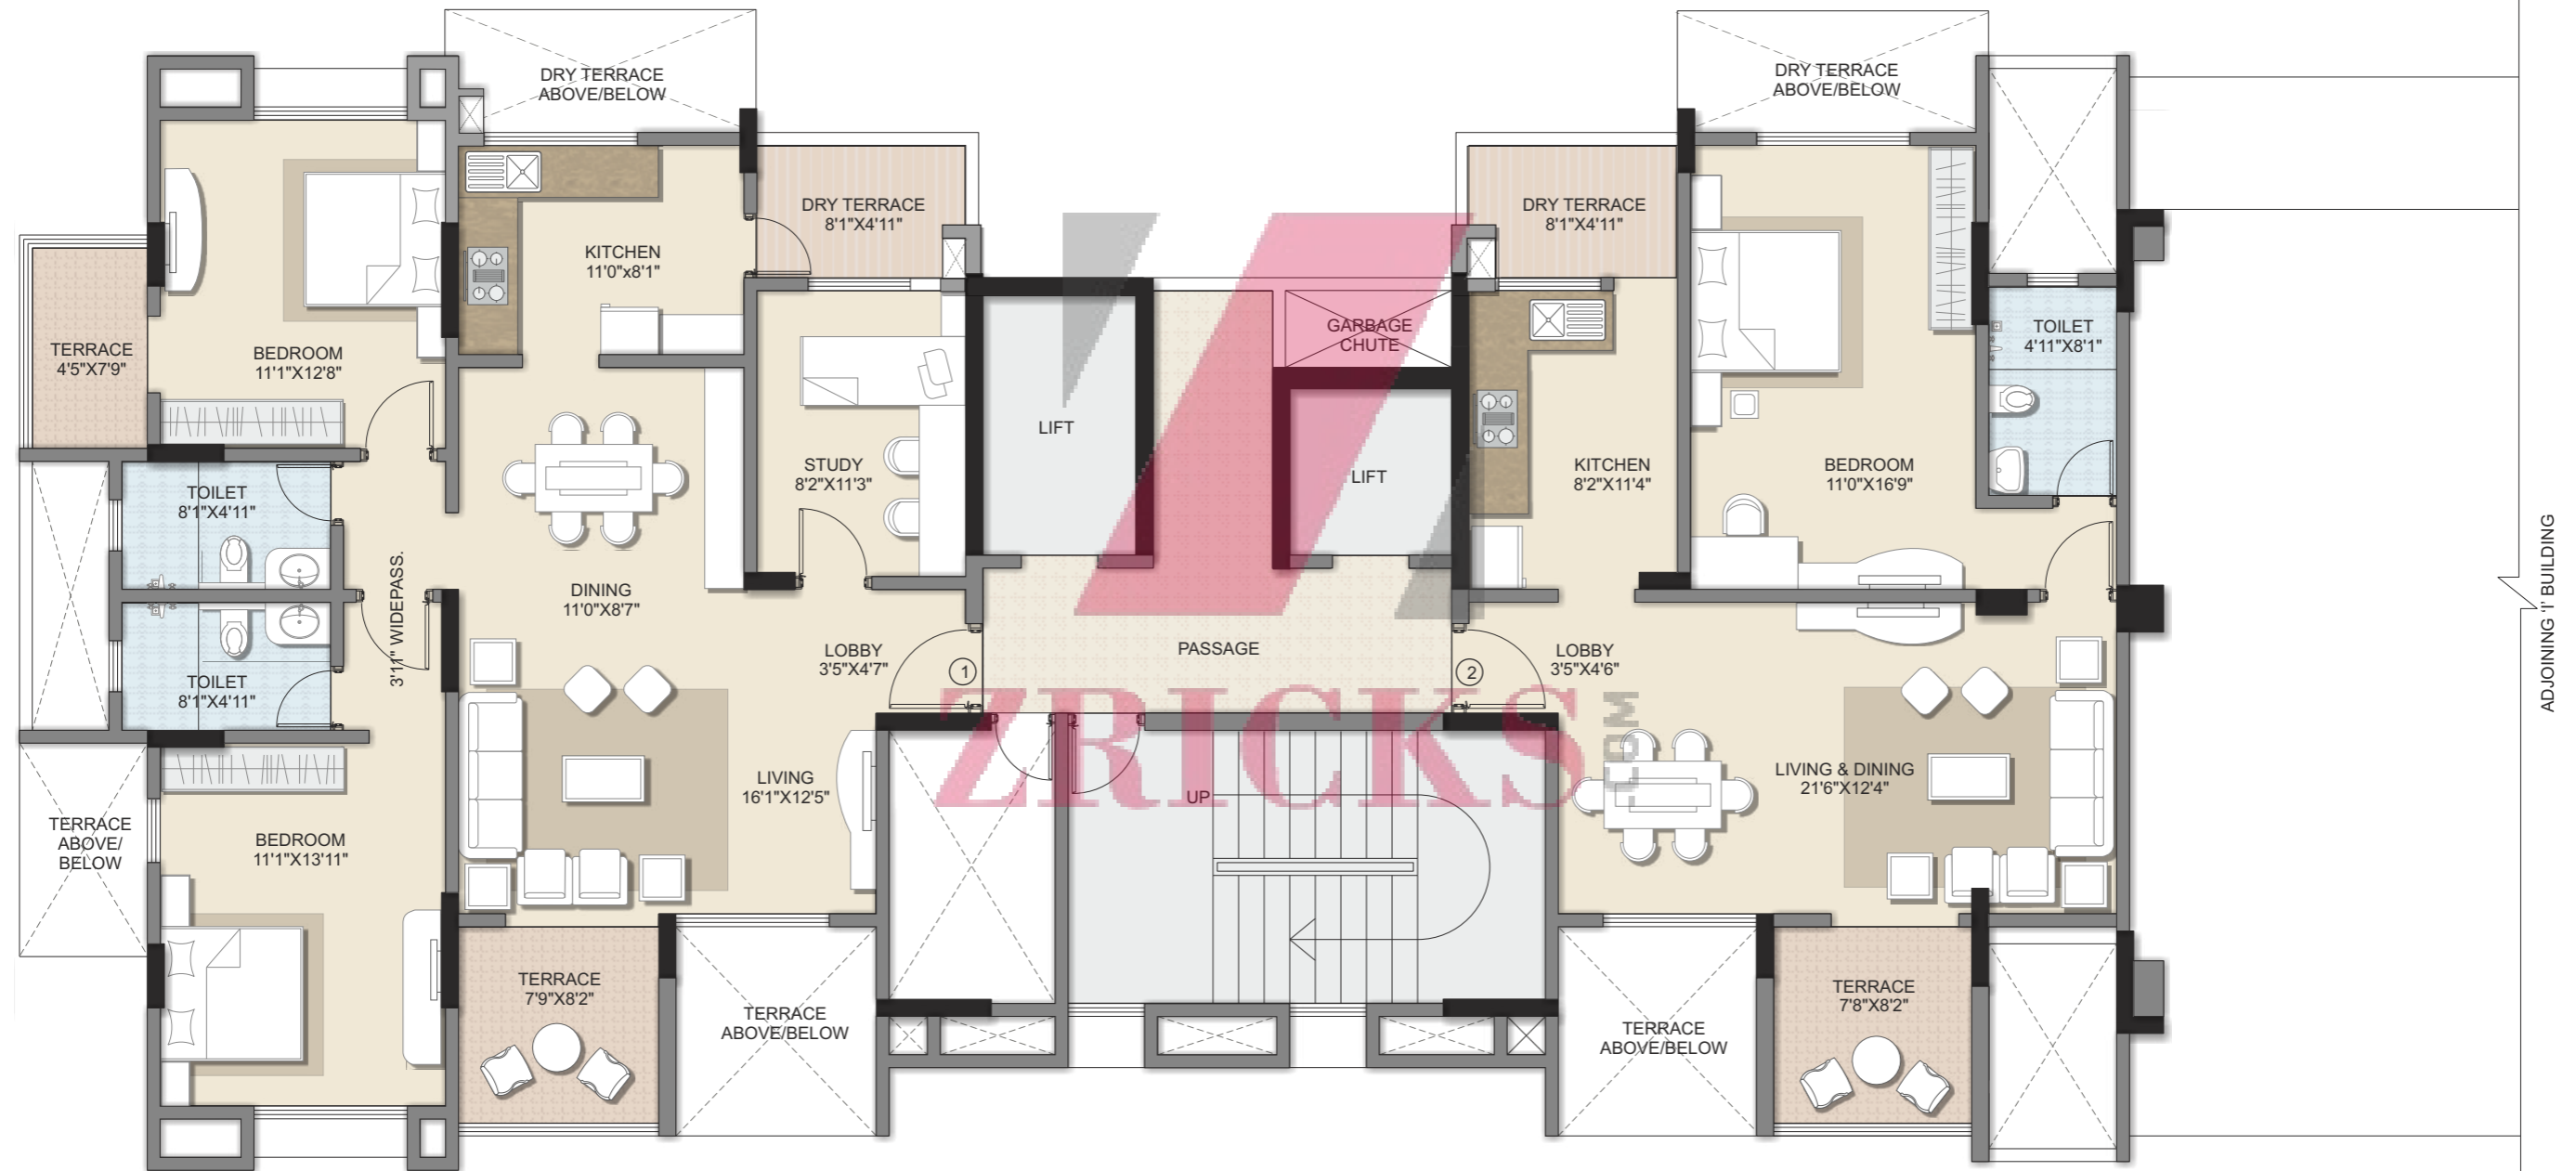 DRY TERRACE
ABOVE/BELOW
DRY TERRACE
ABOVE/BELOW
DRY TERRACE
8'1"X4'11"
DRY TERRACE
8'1"X4'11"
KITCHEN
11'0"x8'1"
GARBAGE
CHUTE
TOILET
4'11"X8'1"
TERRACE
4'5"X7'9"
BEDROOM
11'1"X12'8"
LIFT
LIFT
STUDY
8'2"X11'3"
KITCHEN
8'2"X11'4"
BEDROOM
11'0"X16'9"
TOILET
8'1"X4'11"
3'11" WIDEPASS.
DINING
11'0"X8'7"
ADJOINING 'I' BUILDING
TOILET
8'1"X4'11"
LOBBY
3'5"X4'7"
1
PASSAGE
2
LOBBY
3'5"X4'6"
ZRICKS
.COM
LIVING
16'1"X12'5"
UP
LIVING & DINING
21'6"X12'4"
TERRACE
ABOVE/
BELOW
BEDROOM
11'1"X13'11"
TERRACE
7'9"X8'2"
TERRACE
ABOVE/BELOW
TERRACE
ABOVE/BELOW
TERRACE
7'8"X8'2"